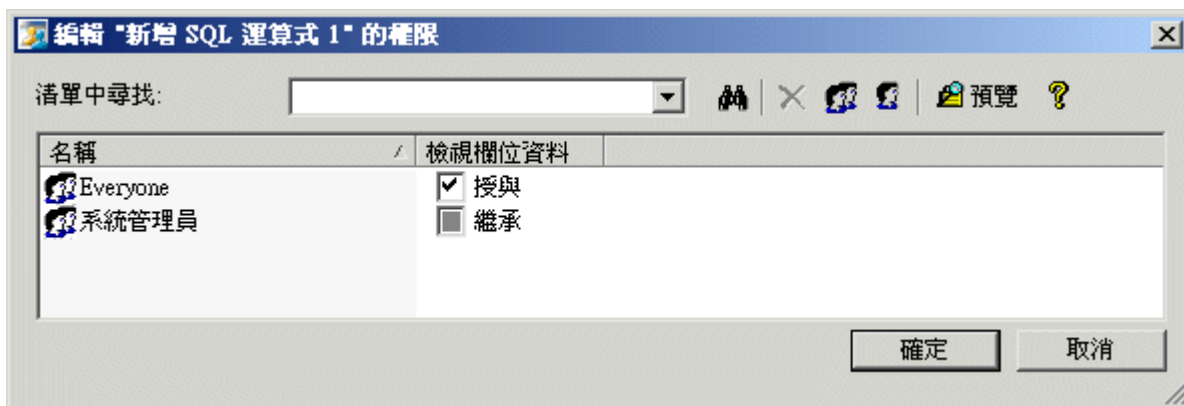 編輯 "新增 SQL 運算式 1" 的權限
清單中尋找: 預覽
名稱 檢視欄位資料
Everyone 授與
系統管理員 繼承
確定 取消